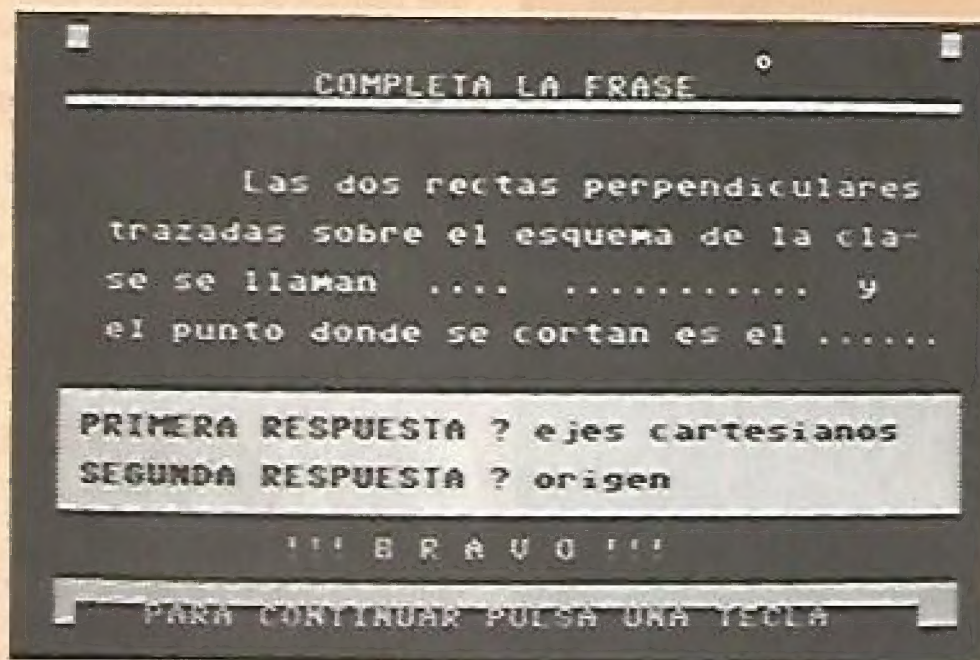 COMPLETA LA FRASE
Las dos rectas perpendiculares
trazadas sobre el esquema de la cla-
se se llaman .... ........... y
el punto donde se cortan es el ......
PRIMERA RESPUESTA ? ejes cartesianos
SEGUNDA RESPUESTA ? origen
''' B R A V O '''
PARA CONTINUAR PULSA UNA TECLA